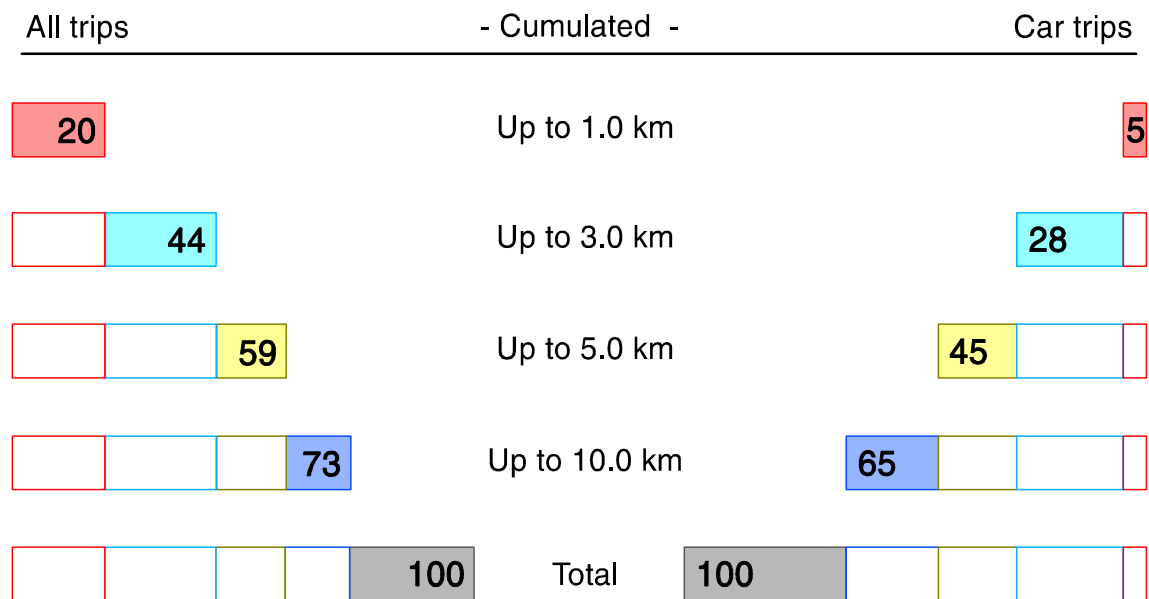 All trips - Cumulated - Car trips
20 Up to 1.0 km 5
44 Up to 3.0 km 28
59 Up to 5.0 km 45
73 Up to 10.0 km 65
100 Total 100